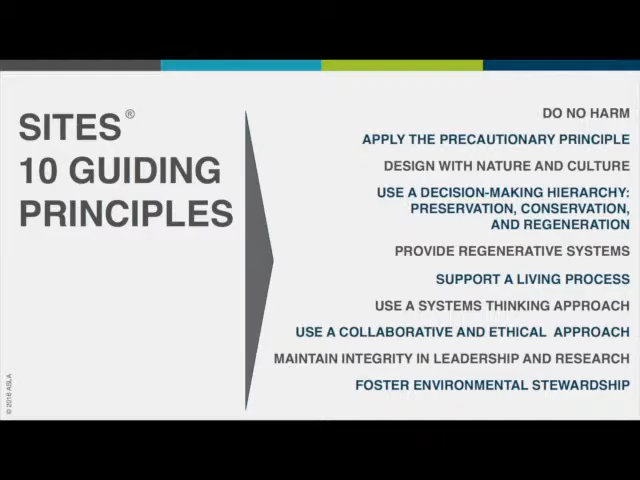 SITES®
10 GUIDING
PRINCIPLES
DO NO HARM
APPLY THE PRECAUTIONARY PRINCIPLE
DESIGN WITH NATURE AND CULTURE
USE A DECISION-MAKING HIERARCHY:
PRESERVATION, CONSERVATION,
AND REGENERATION
PROVIDE REGENERATIVE SYSTEMS
SUPPORT A LIVING PROCESS
USE A SYSTEMS THINKING APPROACH
USE A COLLABORATIVE AND ETHICAL APPROACH
MAINTAIN INTEGRITY IN LEADERSHIP AND RESEARCH
FOSTER ENVIRONMENTAL STEWARDSHIP
© 2016 ASLA